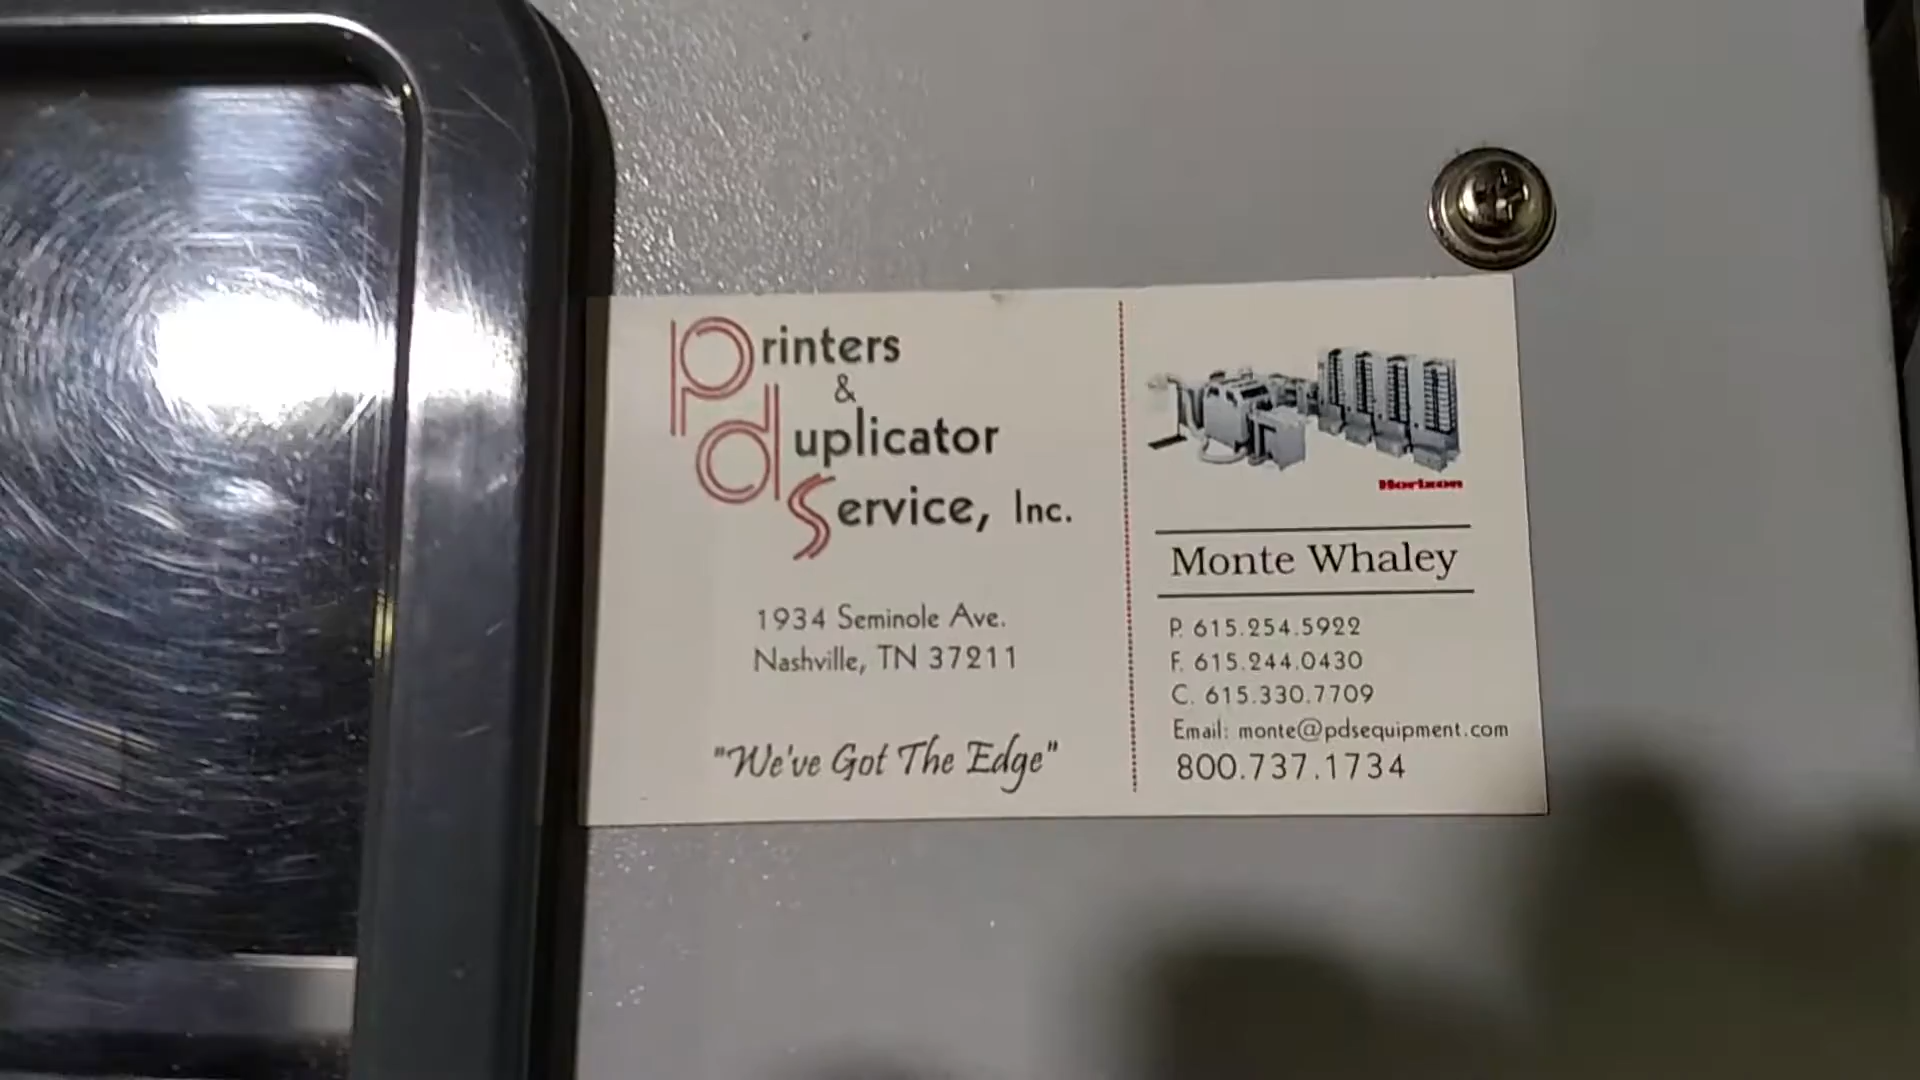 Printers
&
Duplicator
Service, Inc.
1934 Seminole Ave.
Nashville, TN 37211
"We've Got The Edge"
Horizon
Monte Whaley
P. 615.254.5922
F. 615.244.0430
C. 615.330.7709
Email: monte@pdsequipment.com
800.737.1734